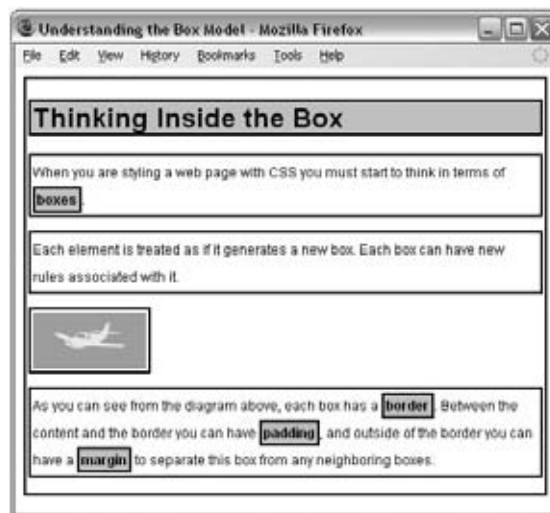 Understanding the Box Model - Mozilla Firefox
File Edit View History Bookmarks Tools Help
Thinking Inside the Box
When you are styling a web page with CSS you must start to think in terms of
boxes.
Each element is treated as if it generates a new box. Each box can have new
rules associated with it.
As you can see from the diagram above, each box has a border. Between the
content and the border you can have padding, and outside of the border you can
have a margin to separate this box from any neighboring boxes.